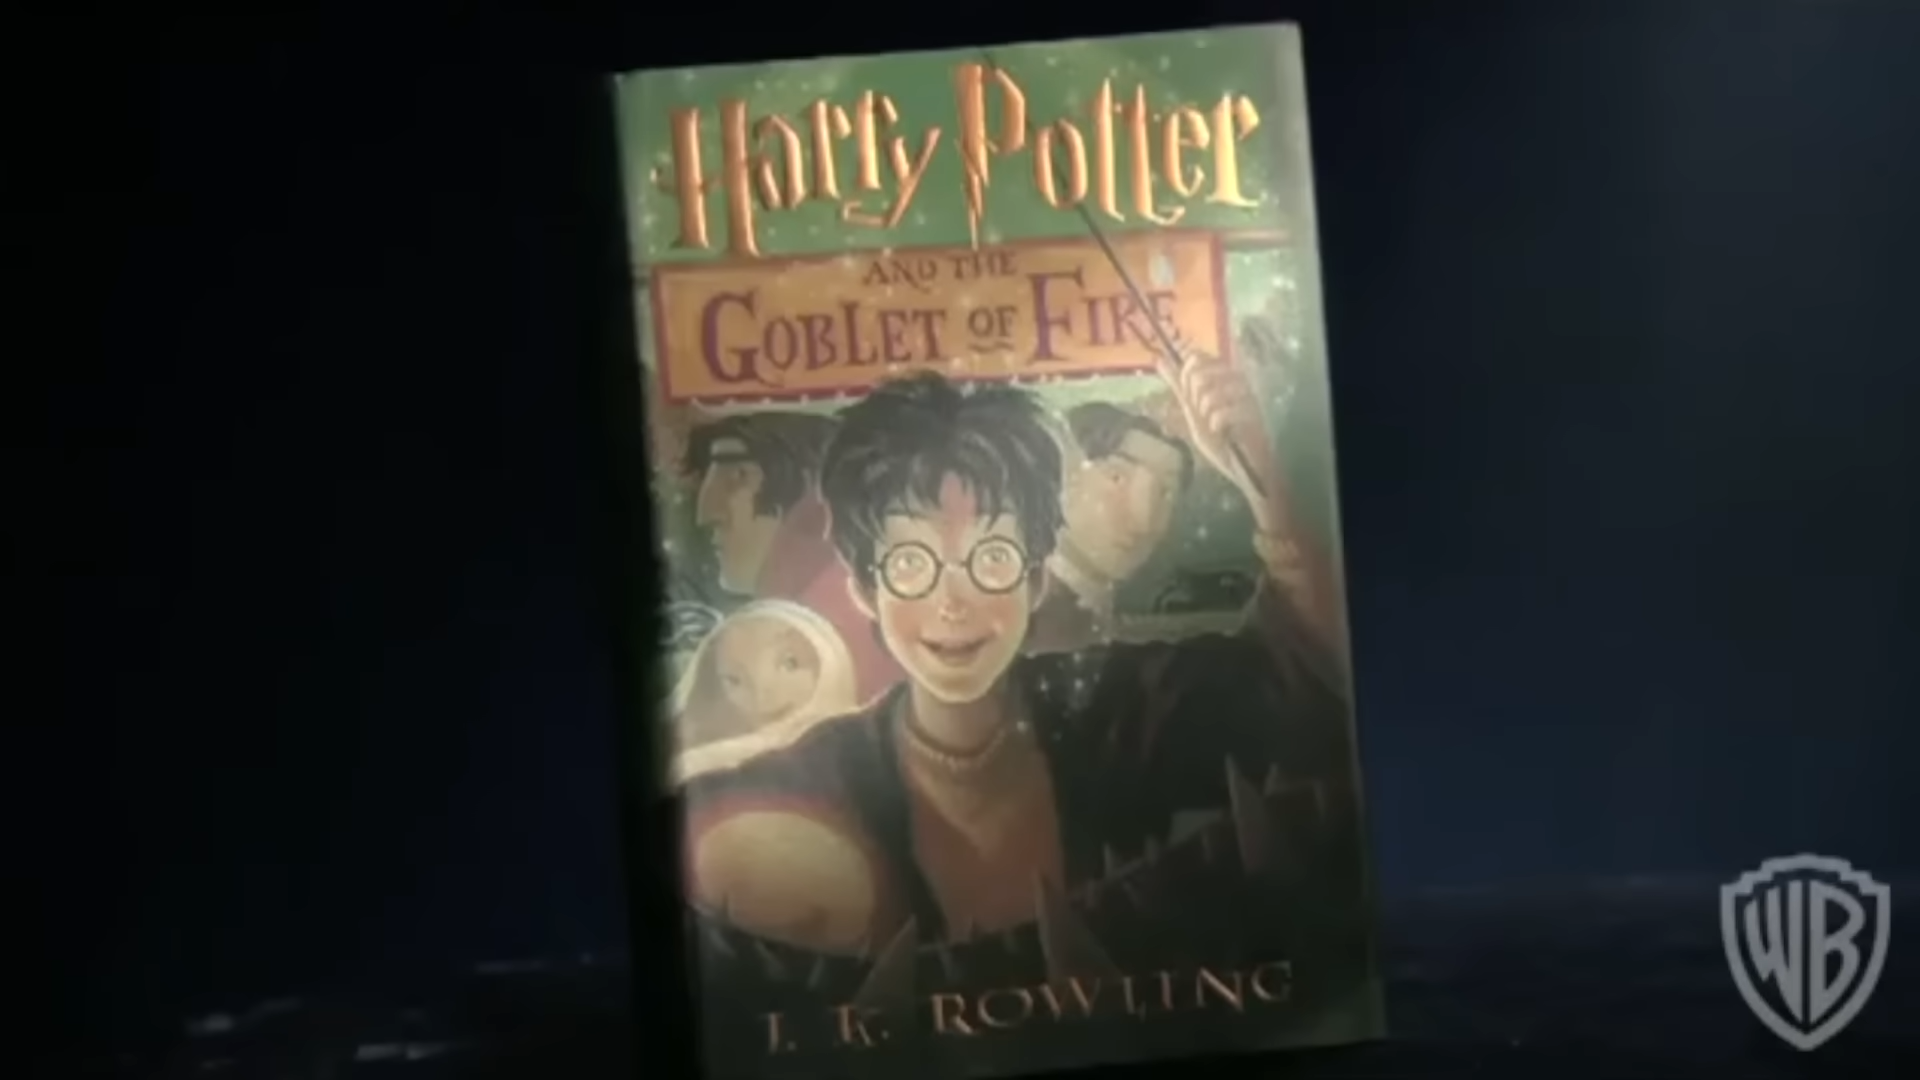 Harry Potter
AND THE
GOBLET OF FIRE
J. K. ROWLING
WB